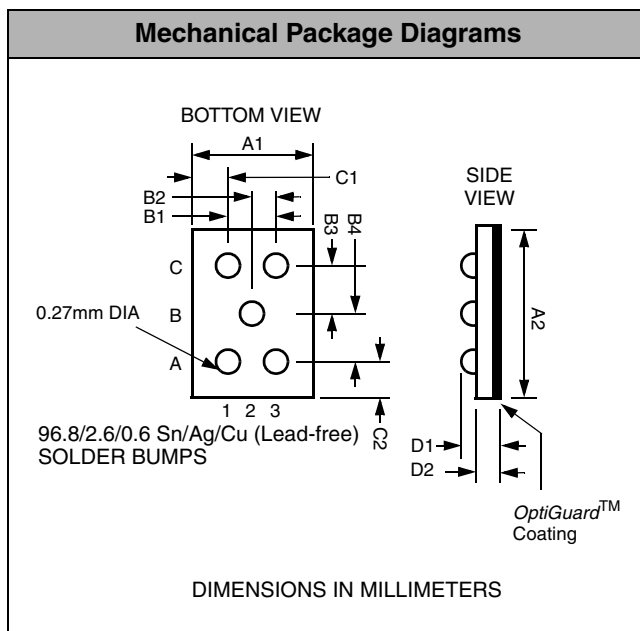 Mechanical Package Diagrams
BOTTOM VIEW
A1
C1
B2
B1
B3
B4
SIDE
VIEW
C
B
A
0.27mm DIA
A2
1 2 3
C2
96.8/2.6/0.6 Sn/Ag/Cu (Lead-free)
SOLDER BUMPS
D1
D2
OptiGuard™
Coating
DIMENSIONS IN MILLIMETERS